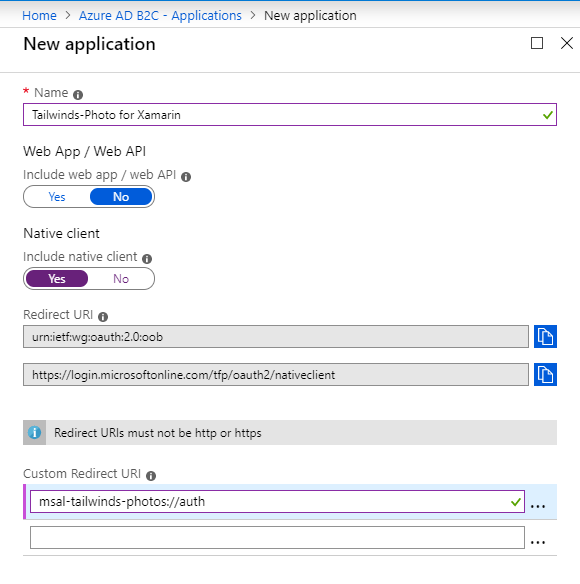 Home > Azure AD B2C - Applications > New application
New application
* Name
Tailwinds-Photo for Xamarin
Web App / Web API
Include web app / web API
Yes No
Native client
Include native client
Yes No
Redirect URI
urn:ietf:wg:oauth:2.0:oob
https://login.microsoftonline.com/tfp/oauth2/nativeclient
Redirect URIs must not be http or https
Custom Redirect URI
msal-tailwinds-photos://auth ...
...